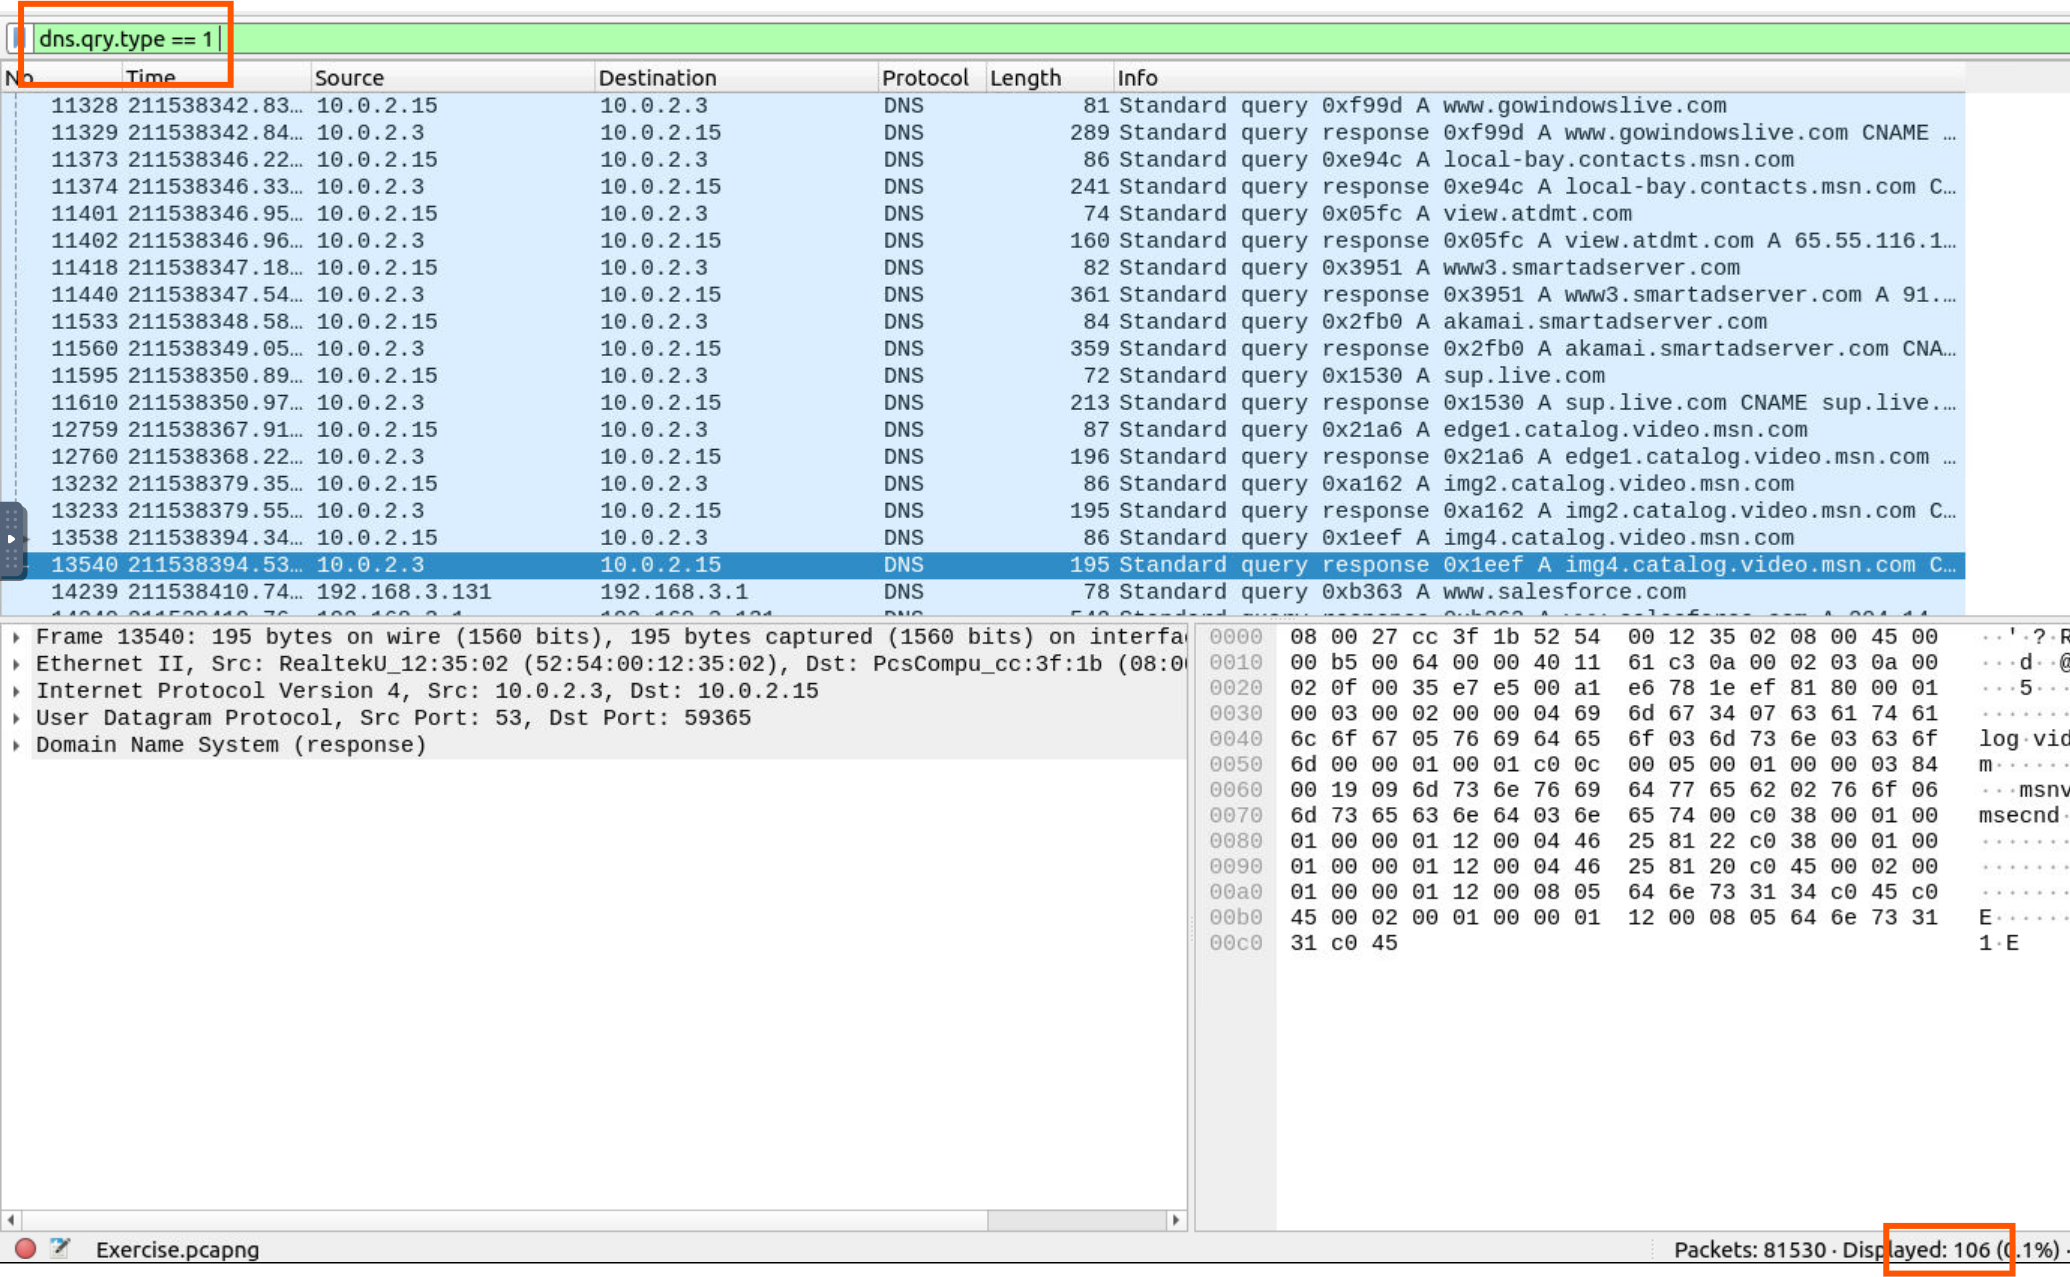 dns.qry.type == 1
No. Time Source Destination Protocol Length Info
11328 211538342.83… 10.0.2.15 10.0.2.3 DNS 81 Standard query 0xf99d A www.gowindowslive.com
11329 211538342.84… 10.0.2.3 10.0.2.15 DNS 289 Standard query response 0xf99d A www.gowindowslive.com CNAME …
11373 211538346.22… 10.0.2.15 10.0.2.3 DNS 86 Standard query 0xe94c A local-bay.contacts.msn.com
11374 211538346.33… 10.0.2.3 10.0.2.15 DNS 241 Standard query response 0xe94c A local-bay.contacts.msn.com C…
11401 211538346.95… 10.0.2.15 10.0.2.3 DNS 74 Standard query 0x05fc A view.atdmt.com
11402 211538346.96… 10.0.2.3 10.0.2.15 DNS 160 Standard query response 0x05fc A view.atdmt.com A 65.55.116.1…
11418 211538347.18… 10.0.2.15 10.0.2.3 DNS 82 Standard query 0x3951 A www3.smartadserver.com
11440 211538347.54… 10.0.2.3 10.0.2.15 DNS 361 Standard query response 0x3951 A www3.smartadserver.com A 91.…
11533 211538348.58… 10.0.2.15 10.0.2.3 DNS 84 Standard query 0x2fb0 A akamai.smartadserver.com
11560 211538349.05… 10.0.2.3 10.0.2.15 DNS 359 Standard query response 0x2fb0 A akamai.smartadserver.com CNA…
11595 211538350.89… 10.0.2.15 10.0.2.3 DNS 72 Standard query 0x1530 A sup.live.com
11610 211538350.97… 10.0.2.3 10.0.2.15 DNS 213 Standard query response 0x1530 A sup.live.com CNAME sup.live.…
12759 211538367.91… 10.0.2.15 10.0.2.3 DNS 87 Standard query 0x21a6 A edge1.catalog.video.msn.com
12760 211538368.22… 10.0.2.3 10.0.2.15 DNS 196 Standard query response 0x21a6 A edge1.catalog.video.msn.com …
13232 211538379.35… 10.0.2.15 10.0.2.3 DNS 86 Standard query 0xa162 A img2.catalog.video.msn.com
13233 211538379.55… 10.0.2.3 10.0.2.15 DNS 195 Standard query response 0xa162 A img2.catalog.video.msn.com C…
13538 211538394.34… 10.0.2.15 10.0.2.3 DNS 86 Standard query 0x1eef A img4.catalog.video.msn.com
13540 211538394.53… 10.0.2.3 10.0.2.15 DNS 195 Standard query response 0x1eef A img4.catalog.video.msn.com C…
14239 211538410.74… 192.168.3.131 192.168.3.1 DNS 78 Standard query 0xb363 A www.salesforce.com
Frame 13540: 195 bytes on wire (1560 bits), 195 bytes captured (1560 bits) on interfa
Ethernet II, Src: RealtekU_12:35:02 (52:54:00:12:35:02), Dst: PcsCompu_cc:3f:1b (08:0
Internet Protocol Version 4, Src: 10.0.2.3, Dst: 10.0.2.15
User Datagram Protocol, Src Port: 53, Dst Port: 59365
Domain Name System (response)
0000 08 00 27 cc 3f 1b 52 54 00 12 35 02 08 00 45 00 ··'·?·R
0010 00 b5 00 64 00 00 40 11 61 c3 0a 00 02 03 0a 00 ···d··@
0020 02 0f 00 35 e7 e5 00 a1 e6 78 1e ef 81 80 00 01 ···5···
0030 00 03 00 02 00 00 04 69 6d 67 34 07 63 61 74 61 ·······
0040 6c 6f 67 05 76 69 64 65 6f 03 6d 73 6e 03 63 6f log·vid
0050 6d 00 00 01 00 01 c0 0c 00 05 00 01 00 00 03 84 m······
0060 00 19 09 6d 73 6e 76 69 64 77 65 62 02 76 6f 06 ···msnv
0070 6d 73 65 63 6e 64 03 6e 65 74 00 c0 38 00 01 00 msecnd·
0080 01 00 00 01 12 00 04 46 25 81 22 c0 38 00 01 00 ·······
0090 01 00 00 01 12 00 04 46 25 81 20 c0 45 00 02 00 ·······
00a0 01 00 00 01 12 00 08 05 64 6e 73 31 34 c0 45 c0 ·······
00b0 45 00 02 00 01 00 00 01 12 00 08 05 64 6e 73 31 E······
00c0 31 c0 45 1·E
Exercise.pcapng
Packets: 81530 · Displayed: 106 (0.1%) ·